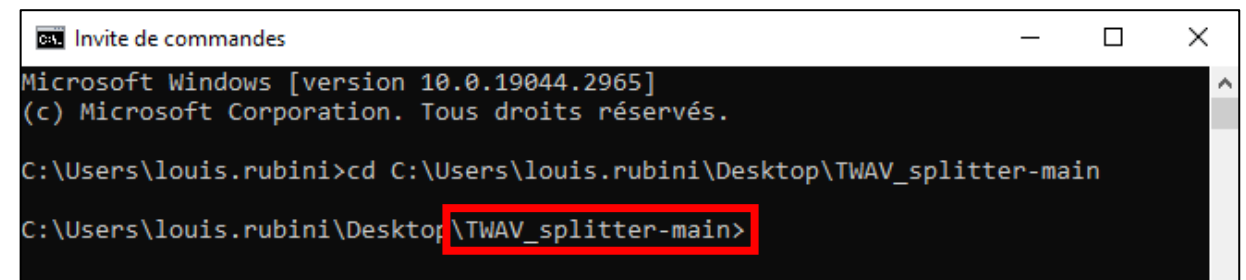 Invite de commandes
Microsoft Windows [version 10.0.19044.2965]
(c) Microsoft Corporation. Tous droits réservés.
C:\Users\louis.rubini>cd C:\Users\louis.rubini\Desktop\TWAV_splitter-main
C:\Users\louis.rubini\Desktop\TWAV_splitter-main>